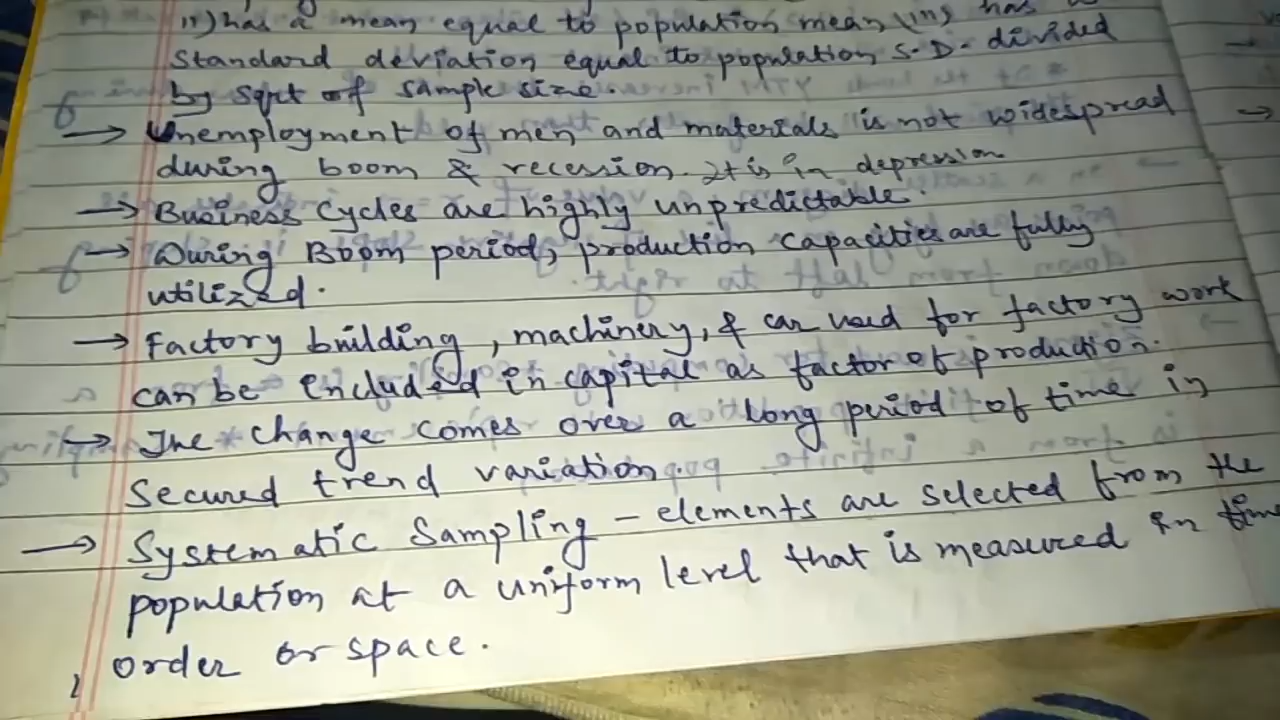 ii) has a mean equal to population mean, (iii) has a
Standard deviation equal to population S.D. divided
by sqrt of sample size.
→ Unemployment of men and materials is not widespread
during boom & recession. It is in depression
→ Business Cycles are highly unpredictable.
→ During Boom period, production capacities are fully
utilized.
→ Factory building, machinery, & car used for factory work
can be included in capital as factor of production.
→ The change comes over a long period of time in
Secured trend variation.
→ Systematic Sampling - elements are selected from the
population at a uniform level that is measured in time
order or space.